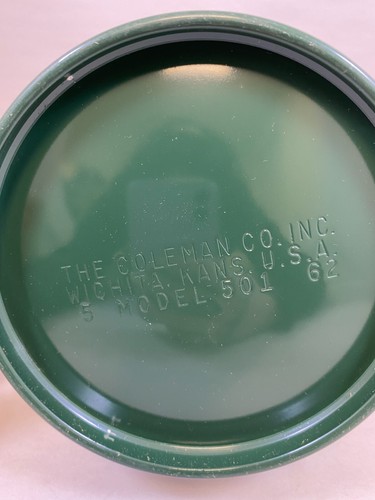 THE COLEMAN CO. INC.
WICHITA, KANS. U.S.A.
5 MODEL 501 62